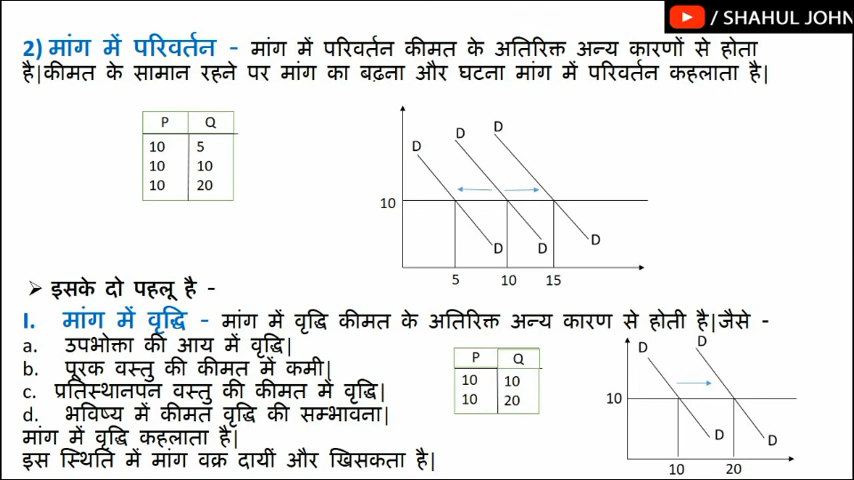 / SHAHUL JOHN
2) मांग में परिवर्तन - मांग में परिवर्तन कीमत के अतिरिक्त अन्य कारणों से होता
है|कीमत के सामान रहने पर मांग का बढ़ना और घटना मांग में परिवर्तन कहलाता है|
P Q
10 5
10 10
10 20
D D D
10
D D D
5 10 15
➢ इसके दो पहलू है -
I. मांग में वृद्धि - मांग में वृद्धि कीमत के अतिरिक्त अन्य कारण से होती है|जैसे -
a. उपभोक्ता की आय में वृद्धि|
b. पूरक वस्तु की कीमत में कमी|
c. प्रतिस्थानपन वस्तु की कीमत में वृद्धि|
d. भविष्य में कीमत वृद्धि की सम्भावना|
मांग में वृद्धि कहलाता है|
इस स्थिति में मांग वक्र दायीं और खिसकता है|
P Q
10 10
10 20
D D
10
D D
10 20